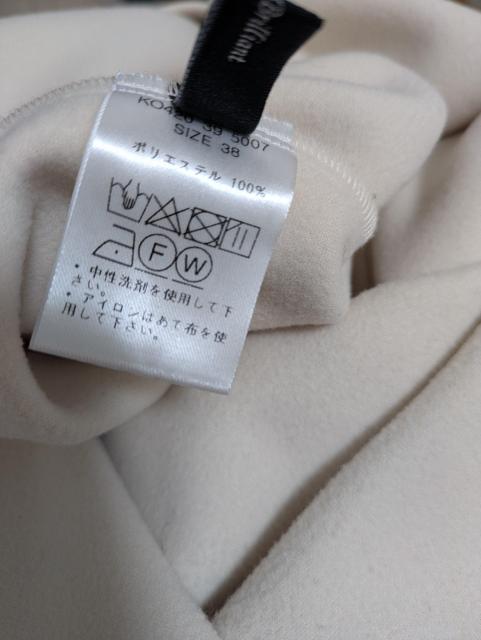 Brilliant
KO420 39 5007
SIZE 38
ポリエステル 100%
F W
・中性洗剤を使用して下
さい。
・アイロンはあて布を使
用して下さい。